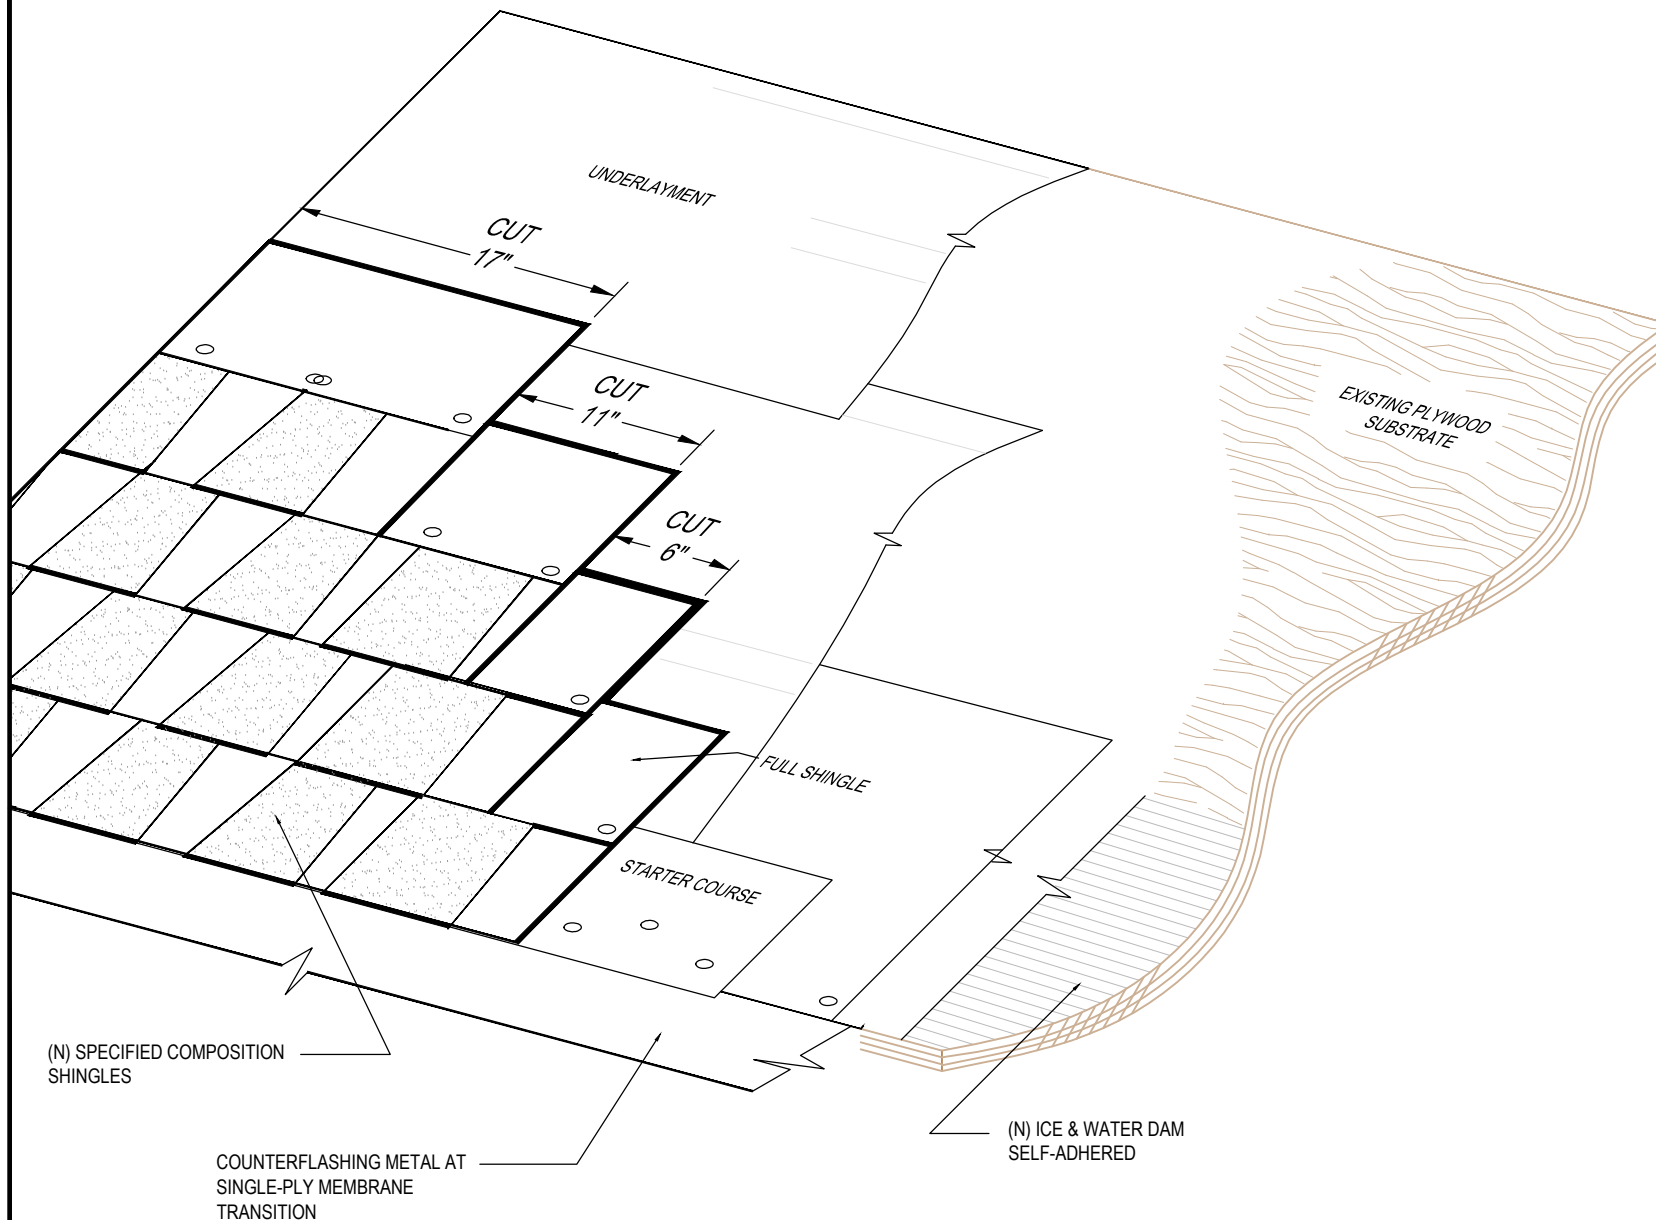 UNDERLAYMENT
CUT
17"
CUT
11"
EXISTING PLYWOOD
SUBSTRATE
CUT
6"
FULL SHINGLE
STARTER COURSE
(N) SPECIFIED COMPOSITION
SHINGLES
(N) ICE & WATER DAM
SELF-ADHERED
COUNTERFLASHING METAL AT
SINGLE-PLY MEMBRANE
TRANSITION